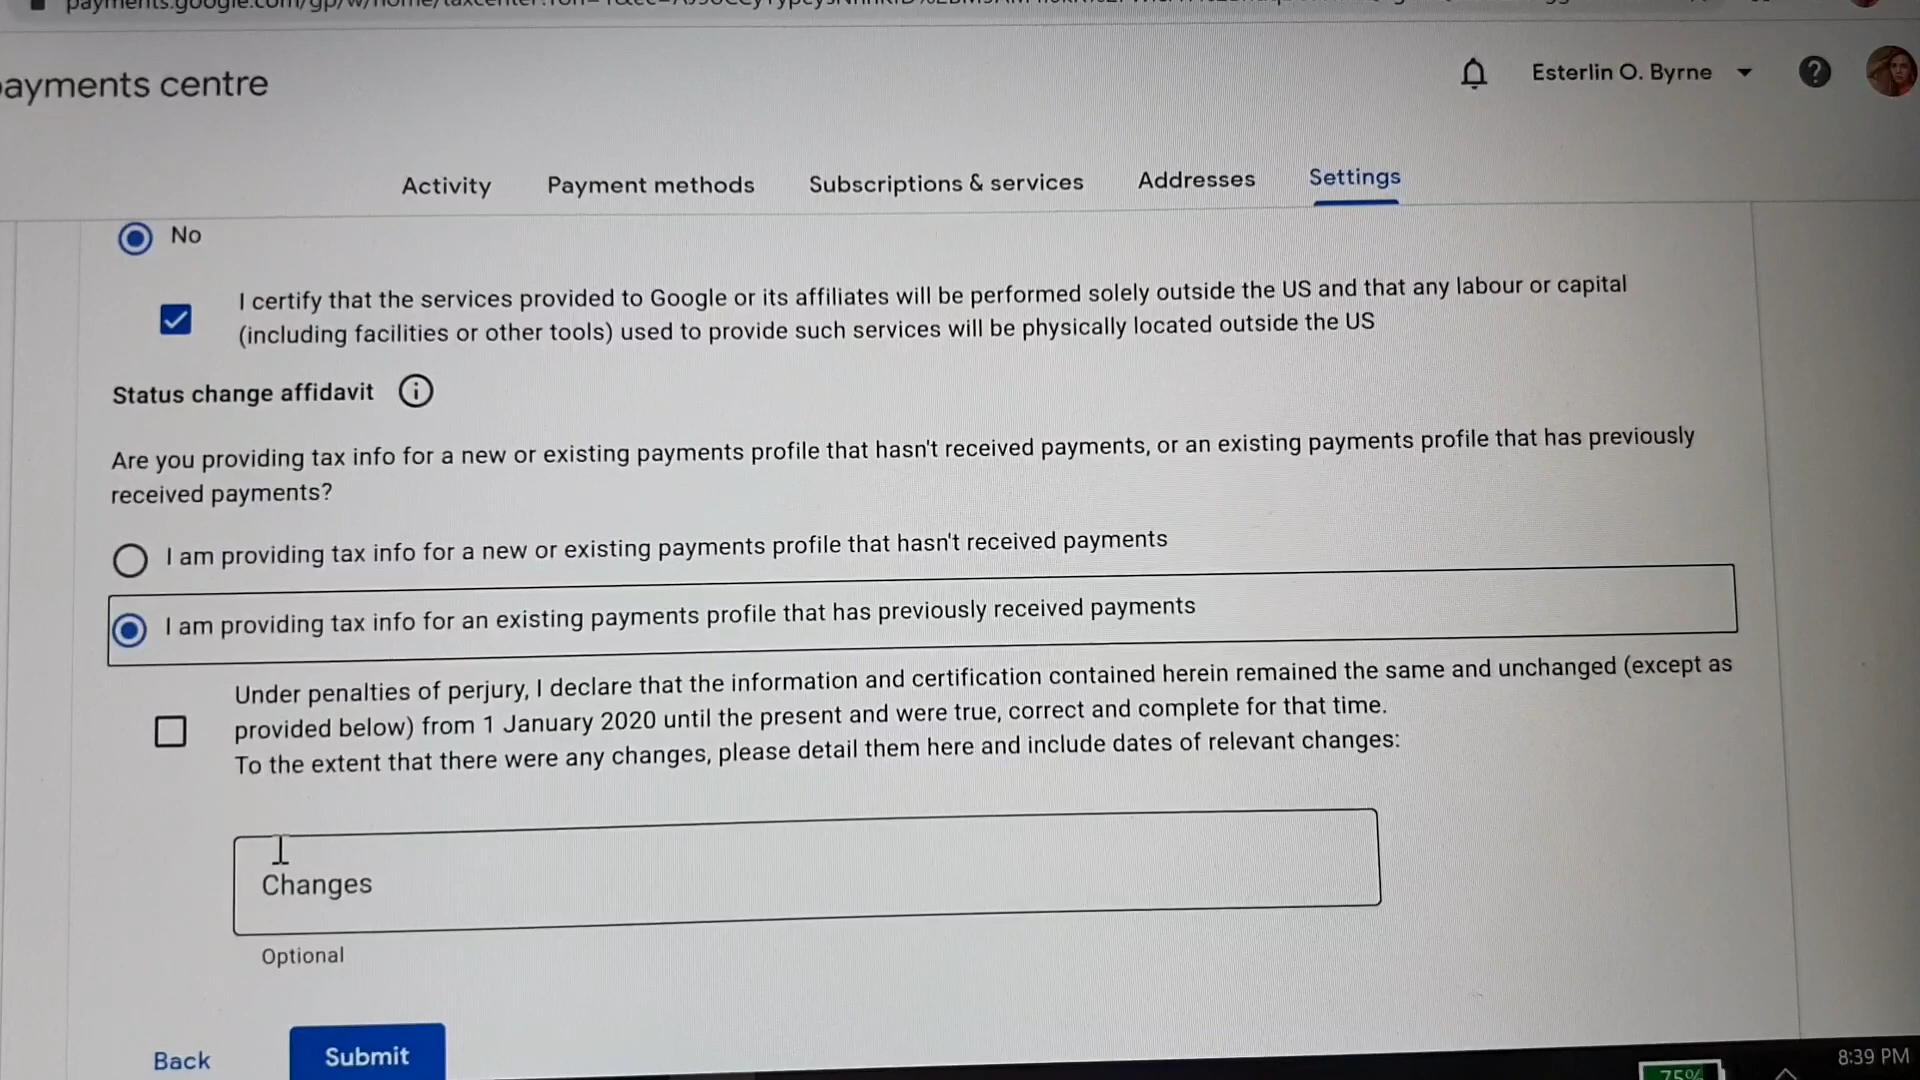 ayments centre
Esterlin O. Byrne
Activity
Payment methods
Subscriptions & services
Addresses
Settings
No
I certify that the services provided to Google or its affiliates will be performed solely outside the US and that any labour or capital
(including facilities or other tools) used to provide such services will be physically located outside the US
Status change affidavit
Are you providing tax info for a new or existing payments profile that hasn't received payments, or an existing payments profile that has previously
received payments?
I am providing tax info for a new or existing payments profile that hasn't received payments
I am providing tax info for an existing payments profile that has previously received payments
Under penalties of perjury, I declare that the information and certification contained herein remained the same and unchanged (except as
provided below) from 1 January 2020 until the present and were true, correct and complete for that time.
To the extent that there were any changes, please detail them here and include dates of relevant changes:
Changes
Optional
Back
Submit
75%
8:39 PM